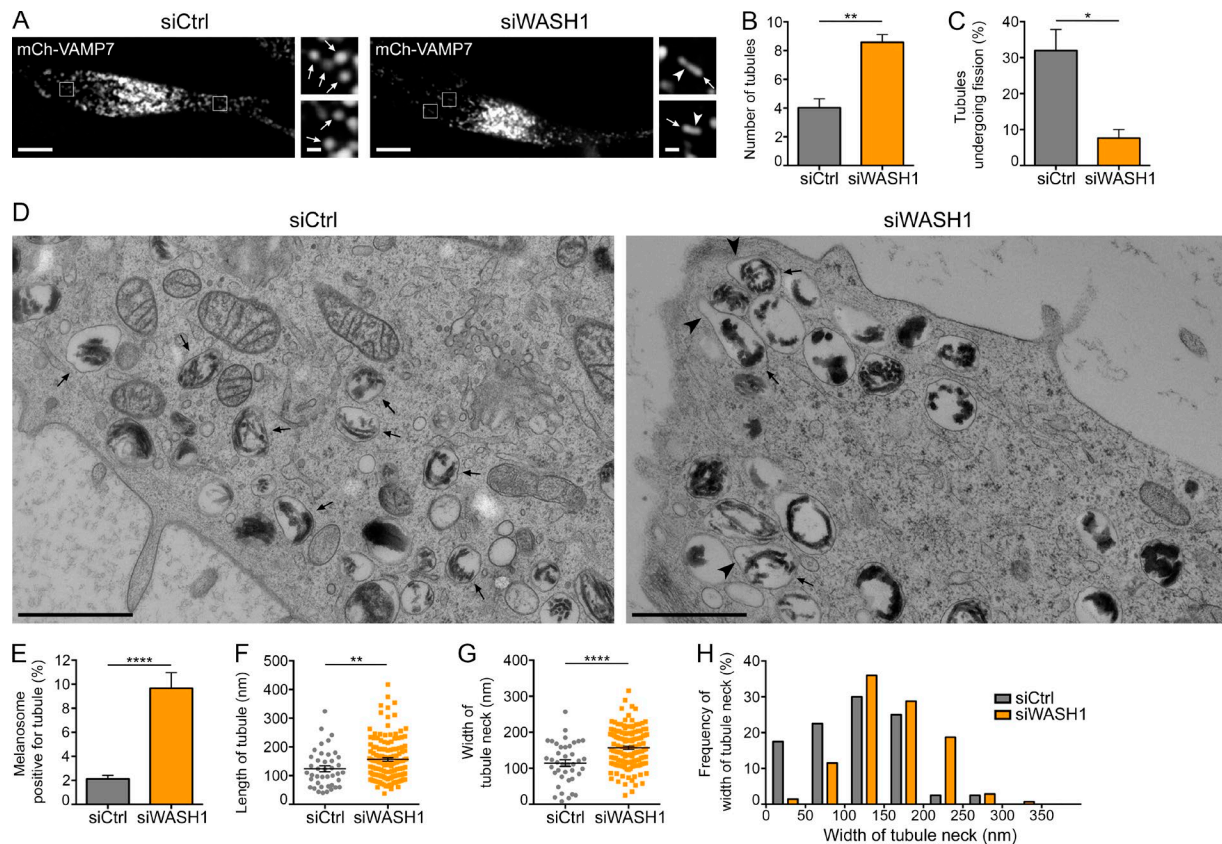 A
siCtrl
siWASH1
mCh-VAMP7
mCh-VAMP7
B
**
Number of tubules
10
8
6
4
2
0
siCtrl siWASH1
C
*
Tubules
undergoing fission (%)
40
30
20
10
0
siCtrl siWASH1
D
siCtrl
siWASH1
E
****
Melanosome
positive for tubule (%)
12
10
8
6
4
2
0
siCtrl siWASH1
F
**
Length of tubule (nm)
500
400
300
200
100
0
siCtrl siWASH1
G
****
Width of
tubule neck (nm)
400
300
200
100
0
siCtrl siWASH1
H
Frequency of
width of tubule neck (%)
40
30
20
10
0
0 50 100 150 200 250 300 350
Width of tubule neck (nm)
siCtrl
siWASH1